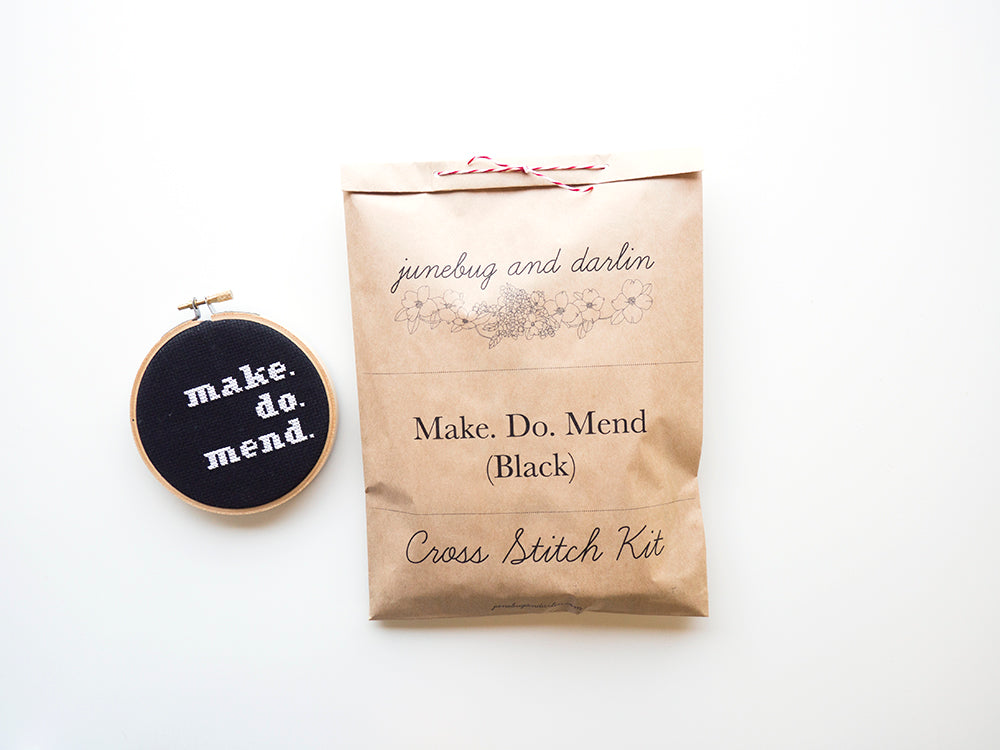 make.
do.
mend.
junebug and darlin
Make. Do. Mend
(Black)
Cross Stitch Kit